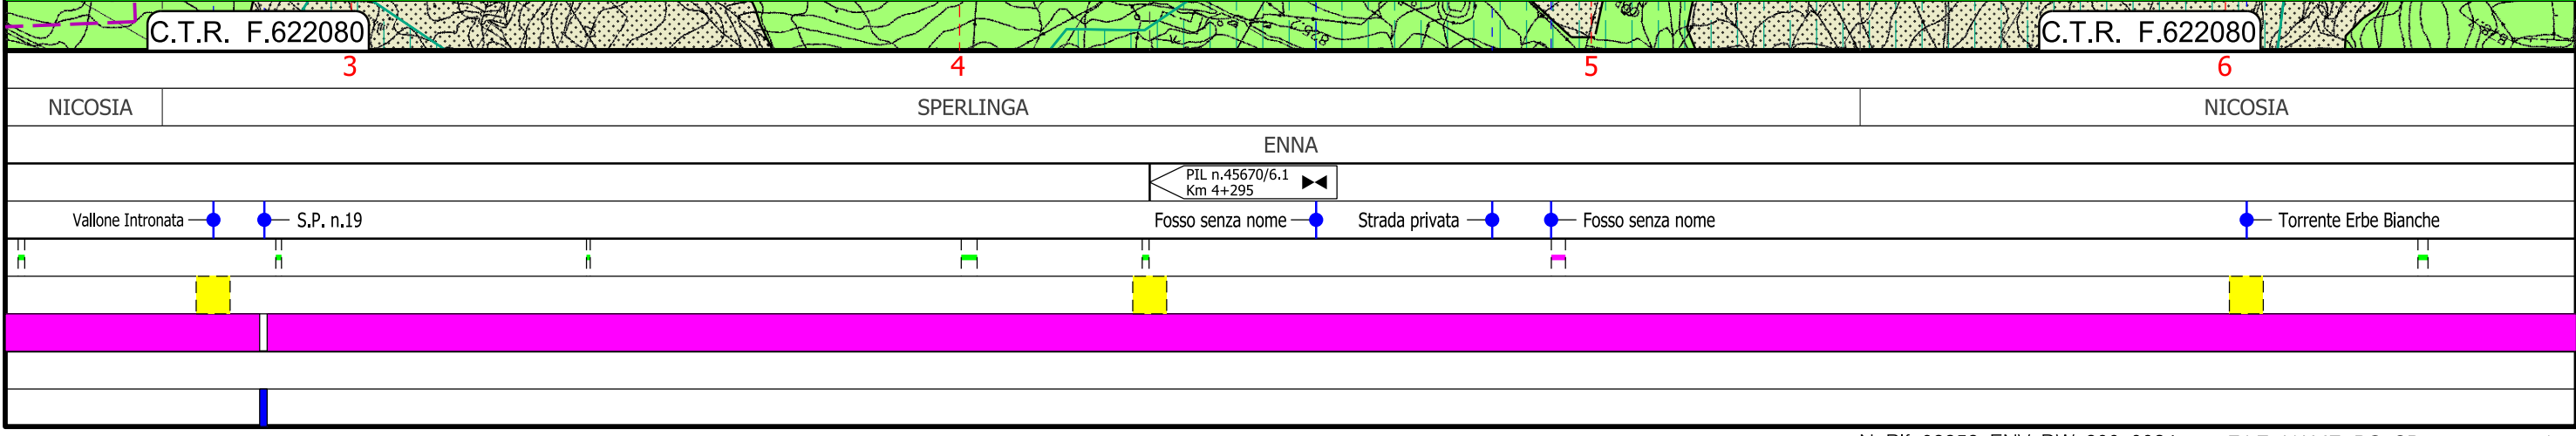 C.T.R. F.622080
C.T.R. F.622080
3
4
5
6
NICOSIA
SPERLINGA
NICOSIA
ENNA
PIL n.45670/6.1
Km 4+295
Vallone Intronata
S.P. n.19
Fosso senza nome
Strada privata
Fosso senza nome
Torrente Erbe Bianche